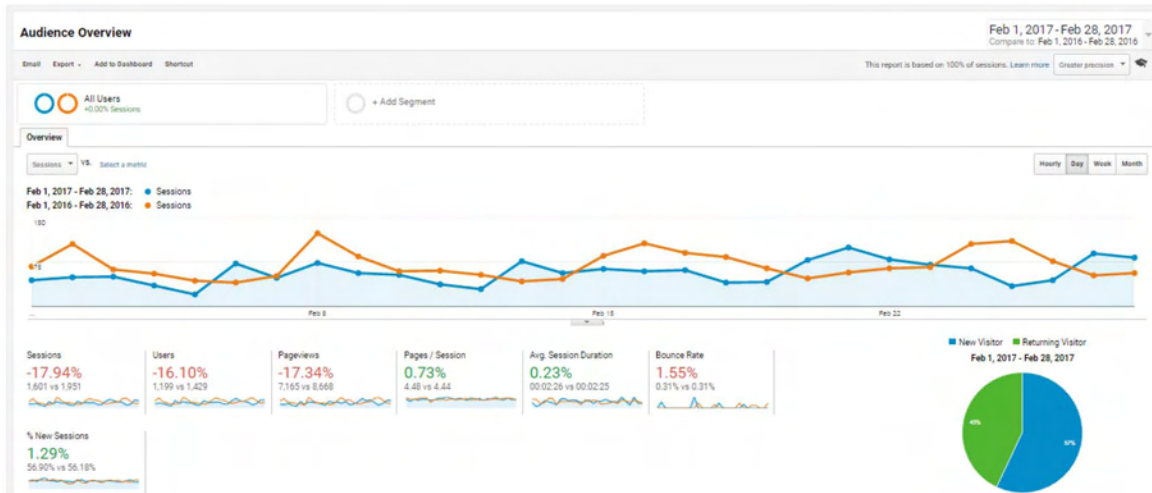 Audience Overview
Feb 1, 2017 - Feb 28, 2017
Compare to: Feb 1, 2016 - Feb 28, 2016
Email Export Add to Dashboard Shortcut
This report is based on 100% of sessions. Learn more Greater precision
All Users
+0.00% Sessions
+ Add Segment
Overview
Sessions VS. Select a metric
Hourly Day Week Month
Feb 1, 2017 - Feb 28, 2017: Sessions
Feb 1, 2016 - Feb 28, 2016: Sessions
150
75
... Feb 8 Feb 15 Feb 22
Sessions
-17.94%
1,601 vs 1,951
Users
-16.10%
1,199 vs 1,429
Pageviews
-17.34%
7,165 vs 8,668
Pages / Session
0.73%
4.48 vs 4.44
Avg. Session Duration
0.23%
00:02:26 vs 00:02:25
Bounce Rate
1.55%
0.31% vs 0.31%
% New Sessions
1.29%
56.90% vs 56.18%
New Visitor Returning Visitor
Feb 1, 2017 - Feb 28, 2017
43%
57%